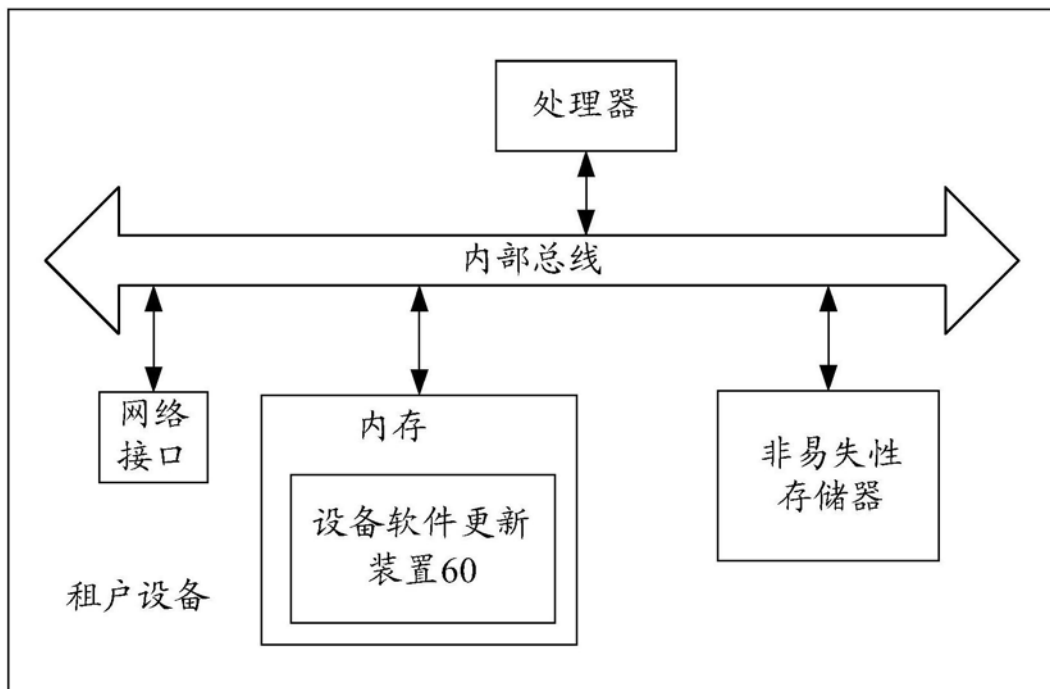 处理器
内部总线
网络
接口
内存
设备软件更新
装置60
非易失性
存储器
租户设备